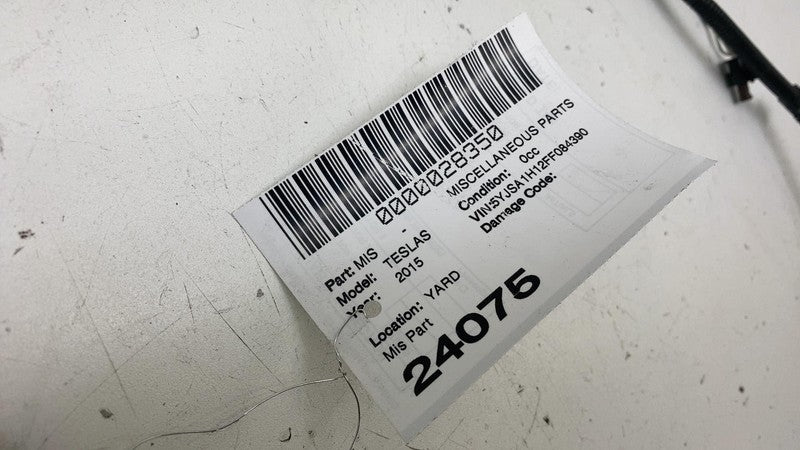 0000028350
Part: MIS - MISCELLANEOUS PARTS
Model: TESLAS Condition: 0cc
Year: 2015 VIN:5YJSA1H12FF084390
Damage Code:
Location: YARD
Mis Part
24075